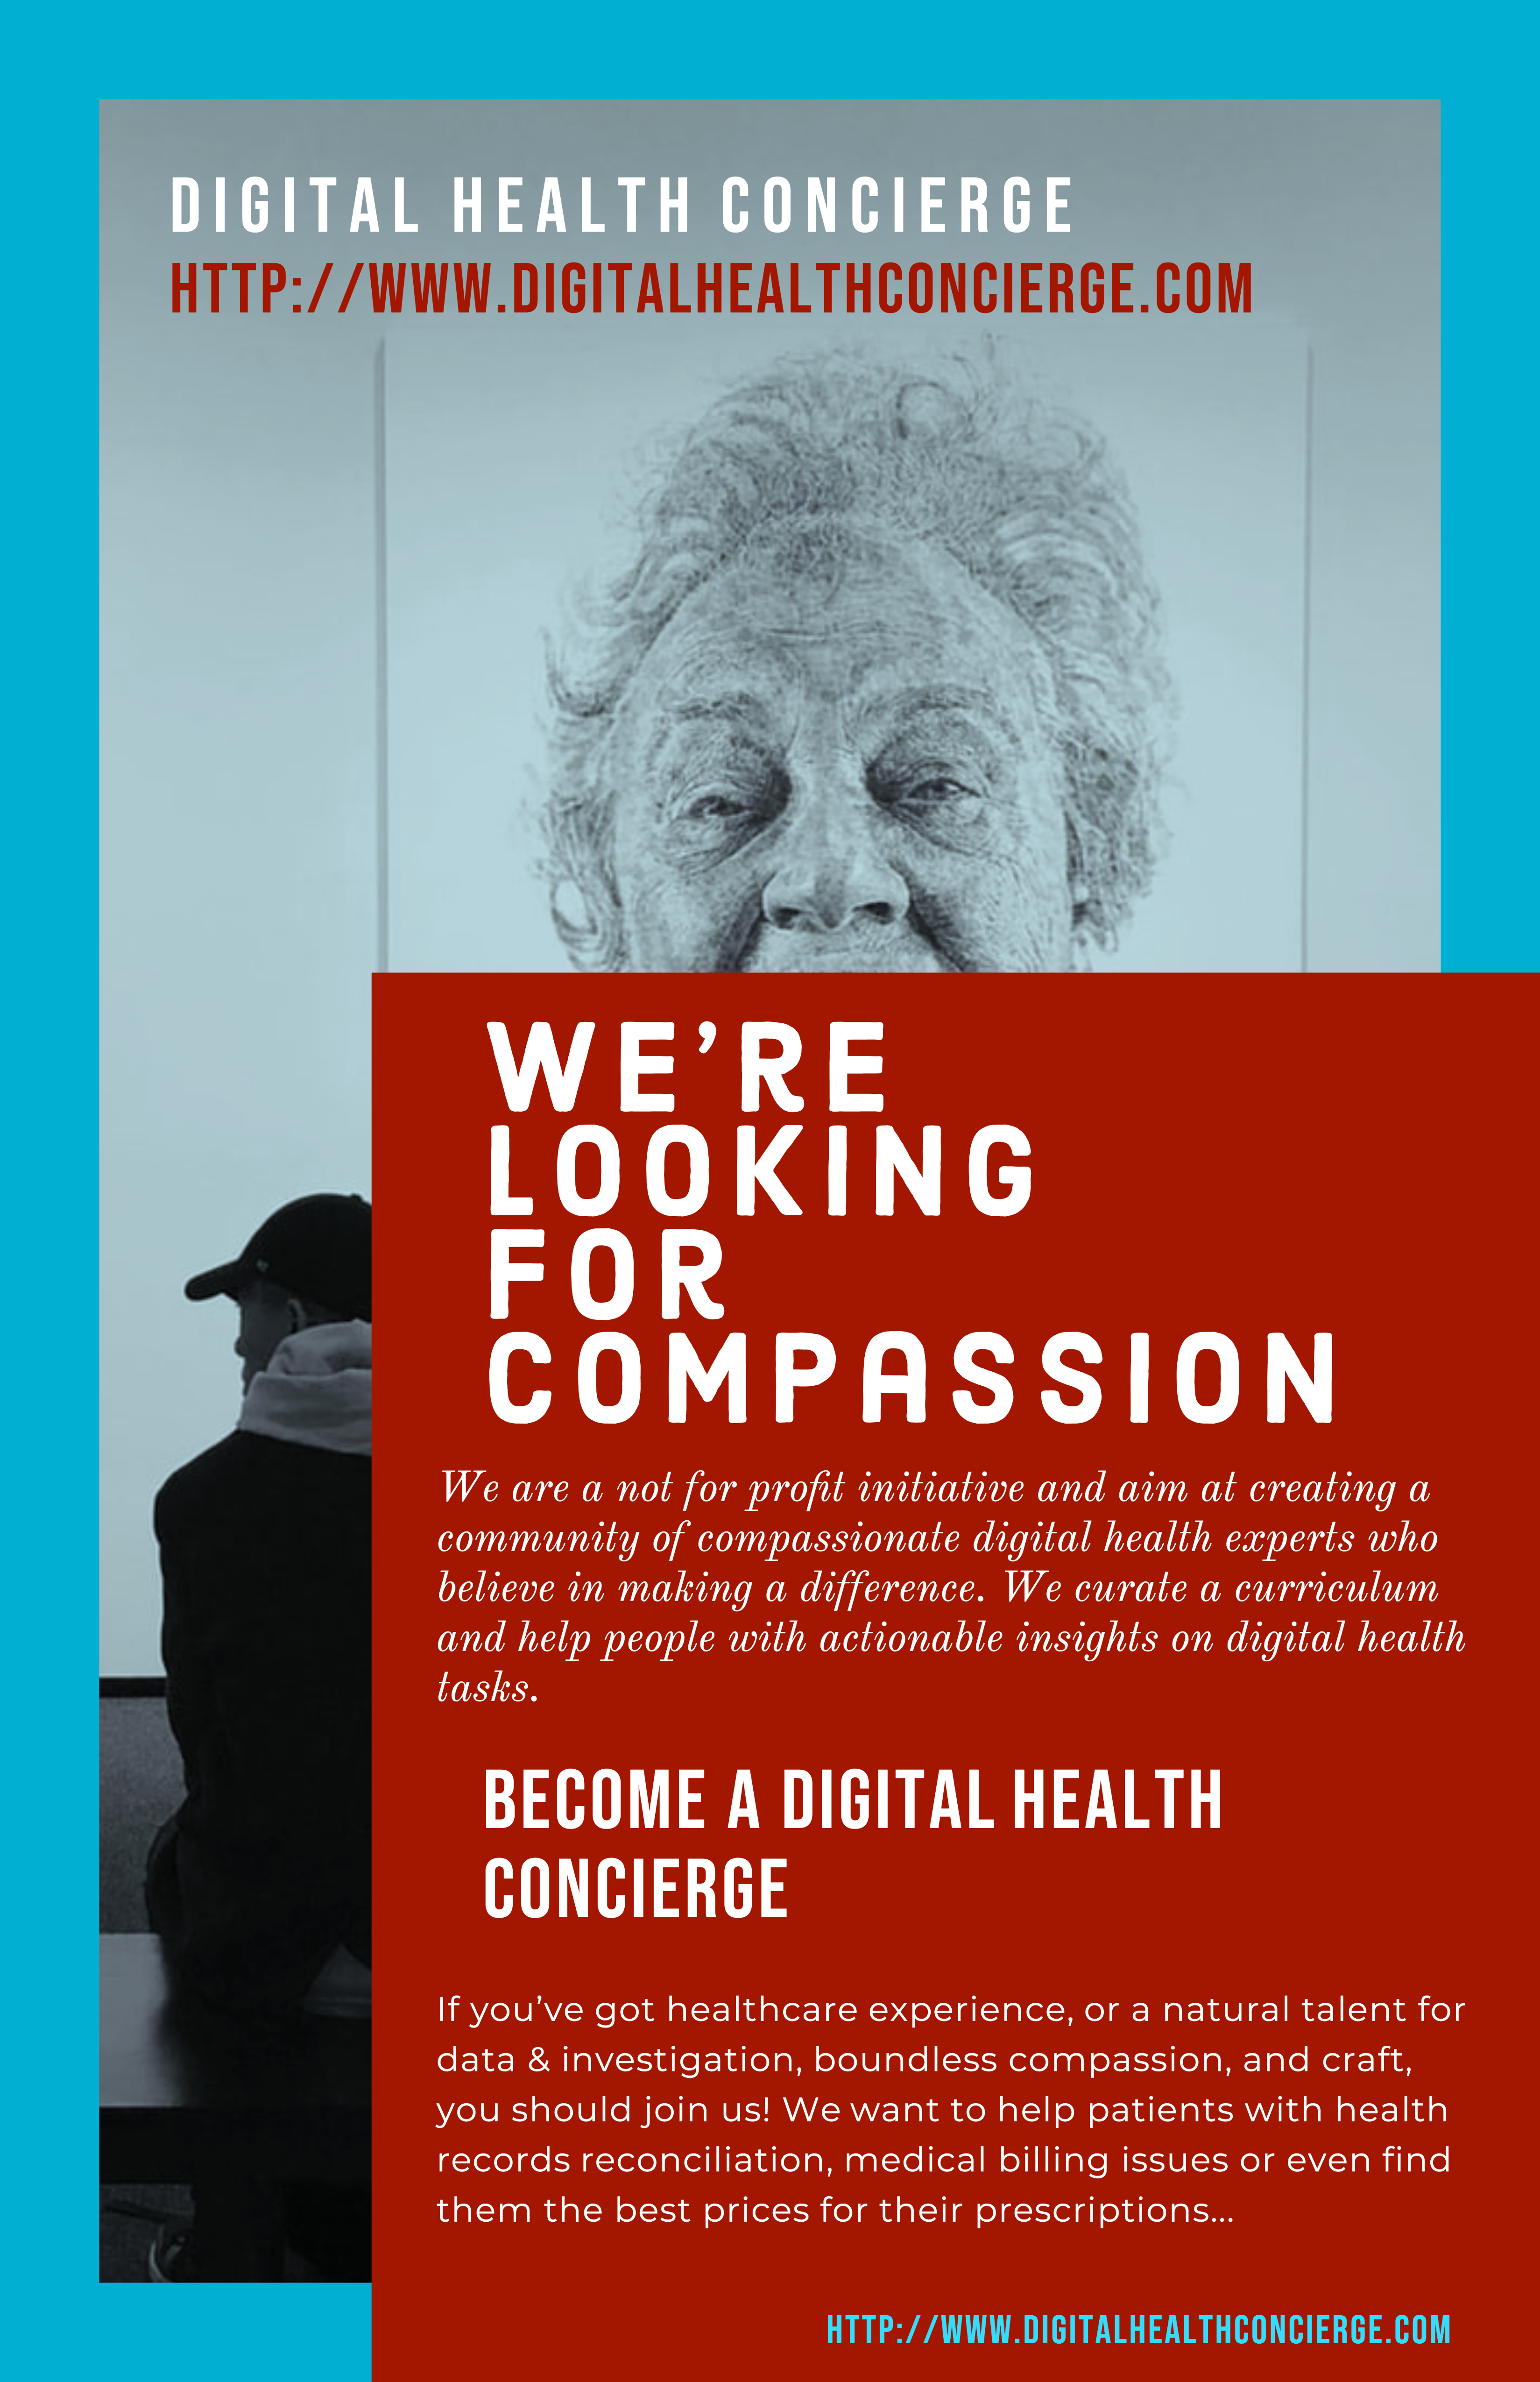 DIGITAL HEALTH CONCIERGE
HTTP://WWW.DIGITALHEALTHCONCIERGE.COM
WE'RE
LOOKING
FOR
COMPASSION
We are a not for profit initiative and aim at creating a
community of compassionate digital health experts who
believe in making a difference. We curate a curriculum
and help people with actionable insights on digital health
tasks.
BECOME A DIGITAL HEALTH
CONCIERGE
If you've got healthcare experience, or a natural talent for
data & investigation, boundless compassion, and craft,
you should join us! We want to help patients with health
records reconciliation, medical billing issues or even find
them the best prices for their prescriptions...
HTTP://WWW.DIGITALHEALTHCONCIERGE.COM